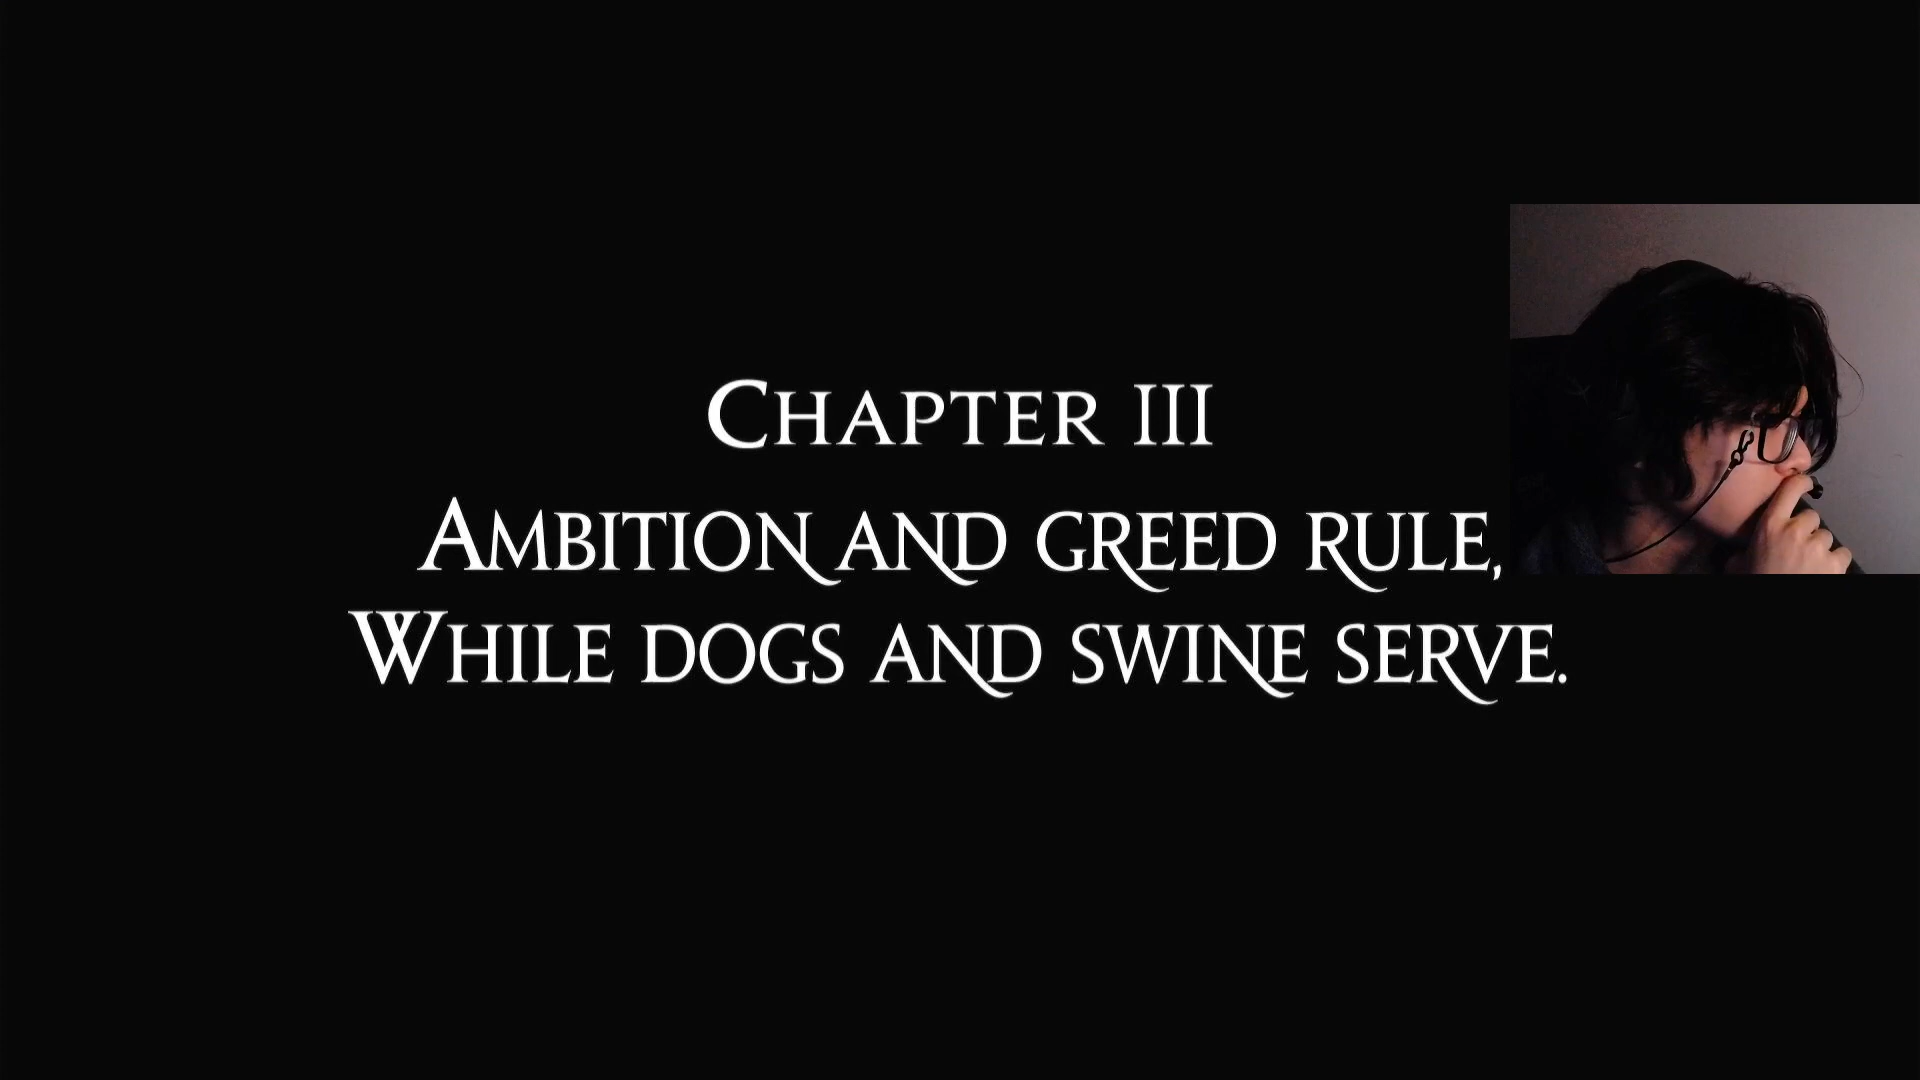 Chapter III
Ambition and greed rule,
While dogs and swine serve.